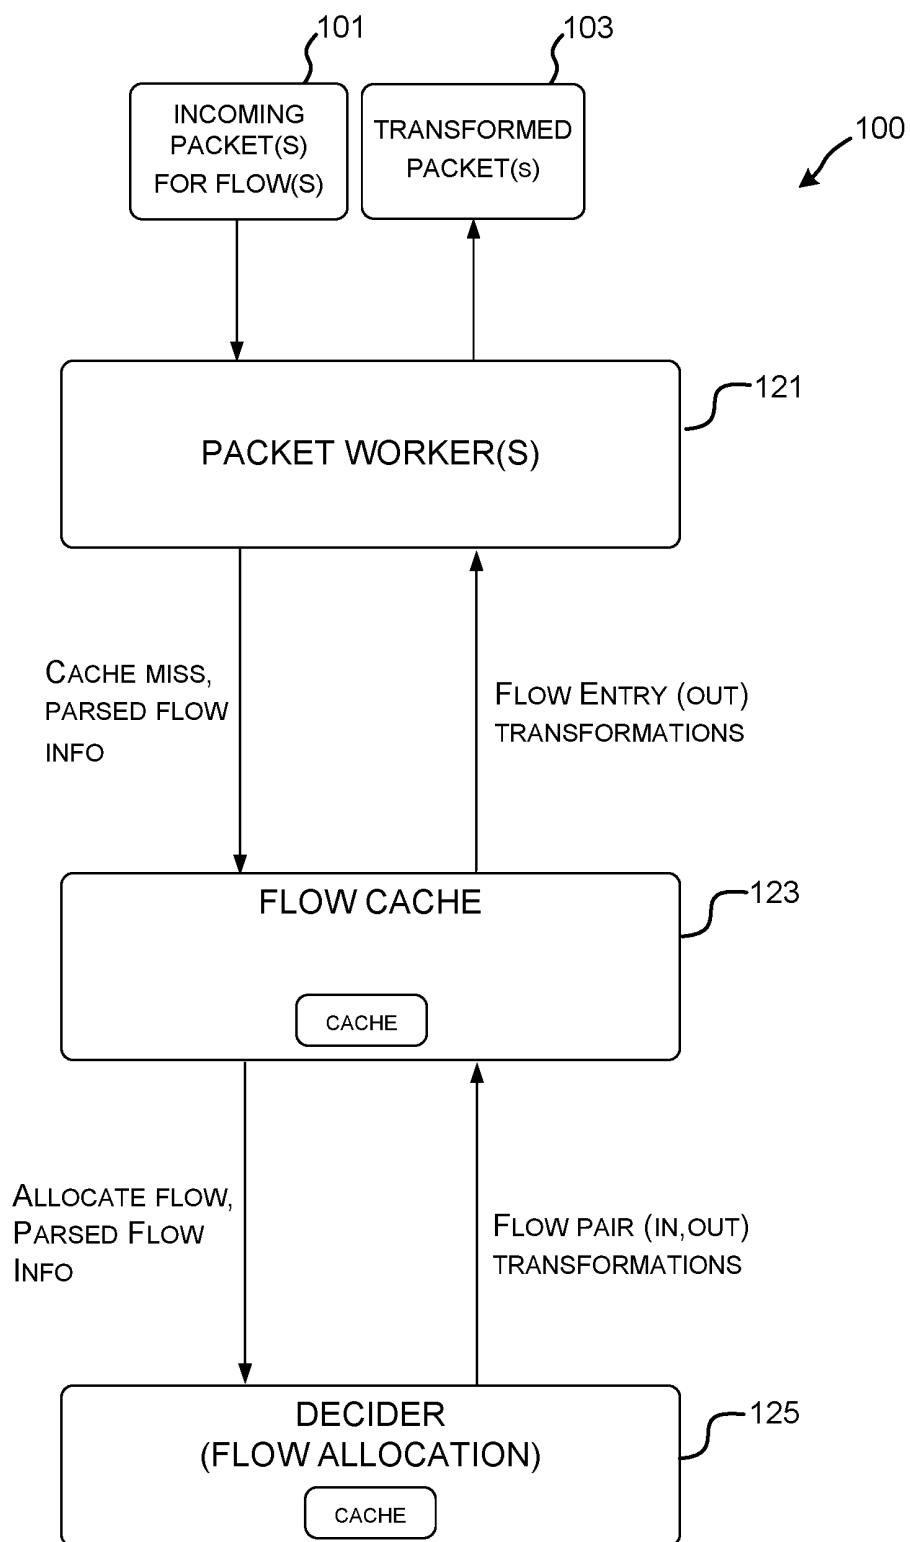 101
103
INCOMING
PACKET(S)
FOR FLOW(S)
TRANSFORMED
PACKET(S)
100
121
PACKET WORKER(S)
CACHE MISS,
PARSED FLOW
INFO
FLOW ENTRY (OUT)
TRANSFORMATIONS
123
FLOW CACHE
CACHE
ALLOCATE FLOW,
PARSED FLOW
INFO
FLOW PAIR (IN,OUT)
TRANSFORMATIONS
125
DECIDER
(FLOW ALLOCATION)
CACHE